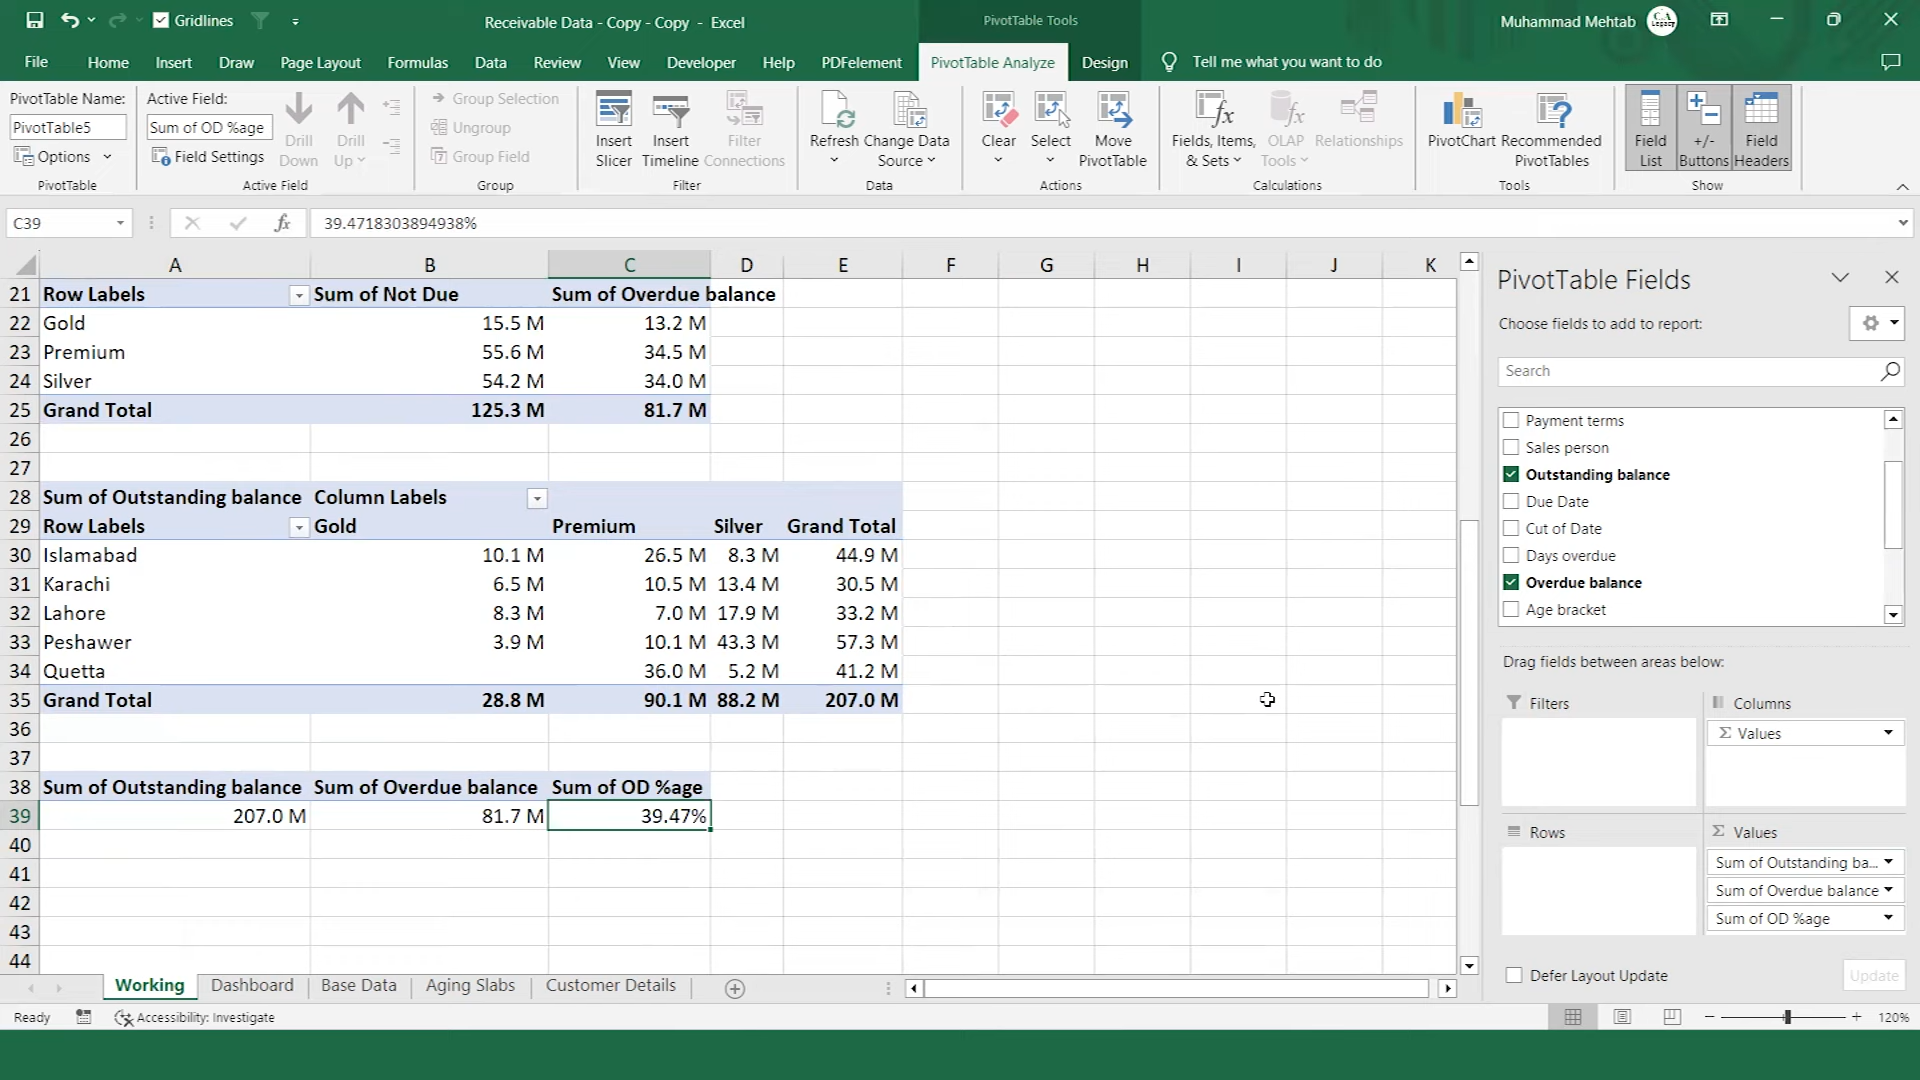 Gridlines
Receivable Data - Copy - Copy - Excel
PivotTable Tools
Muhammad Mehtab
File Home Insert Draw Page Layout Formulas Data Review View Developer Help PDFelement PivotTable Analyze Design Tell me what you want to do
PivotTable Name:
PivotTable5
Options
PivotTable
Active Field:
Sum of OD %age
Field Settings
Drill Down
Drill Up
Active Field
Group Selection
Ungroup
Group Field
Group
Insert Slicer
Insert Timeline
Filter Connections
Filter
Refresh
Change Data Source
Data
Clear
Select
Move PivotTable
Actions
Fields, Items, & Sets
OLAP Tools
Relationships
Calculations
PivotChart
Recommended PivotTables
Tools
Field List
+/- Buttons
Field Headers
Show
C39
fx
39.4718303894938%
A B C D E F G H I J K
21 Row Labels Sum of Not Due Sum of Overdue balance
22 Gold 15.5 M 13.2 M
23 Premium 55.6 M 34.5 M
24 Silver 54.2 M 34.0 M
25 Grand Total 125.3 M 81.7 M
26
27
28 Sum of Outstanding balance Column Labels
29 Row Labels Gold Premium Silver Grand Total
30 Islamabad 10.1 M 26.5 M 8.3 M 44.9 M
31 Karachi 6.5 M 10.5 M 13.4 M 30.5 M
32 Lahore 8.3 M 7.0 M 17.9 M 33.2 M
33 Peshawer 3.9 M 10.1 M 43.3 M 57.3 M
34 Quetta 36.0 M 5.2 M 41.2 M
35 Grand Total 28.8 M 90.1 M 88.2 M 207.0 M
36
37
38 Sum of Outstanding balance Sum of Overdue balance Sum of OD %age
39 207.0 M 81.7 M 39.47%
40
41
42
43
44
PivotTable Fields
Choose fields to add to report:
Search
Payment terms
Sales person
Outstanding balance
Due Date
Cut of Date
Days overdue
Overdue balance
Age bracket
Drag fields between areas below:
Filters
Columns
Σ Values
Rows
Σ Values
Sum of Outstanding ba...
Sum of Overdue balance
Sum of OD %age
Defer Layout Update
Update
Working Dashboard Base Data Aging Slabs Customer Details
Ready
Accessibility: Investigate
120%